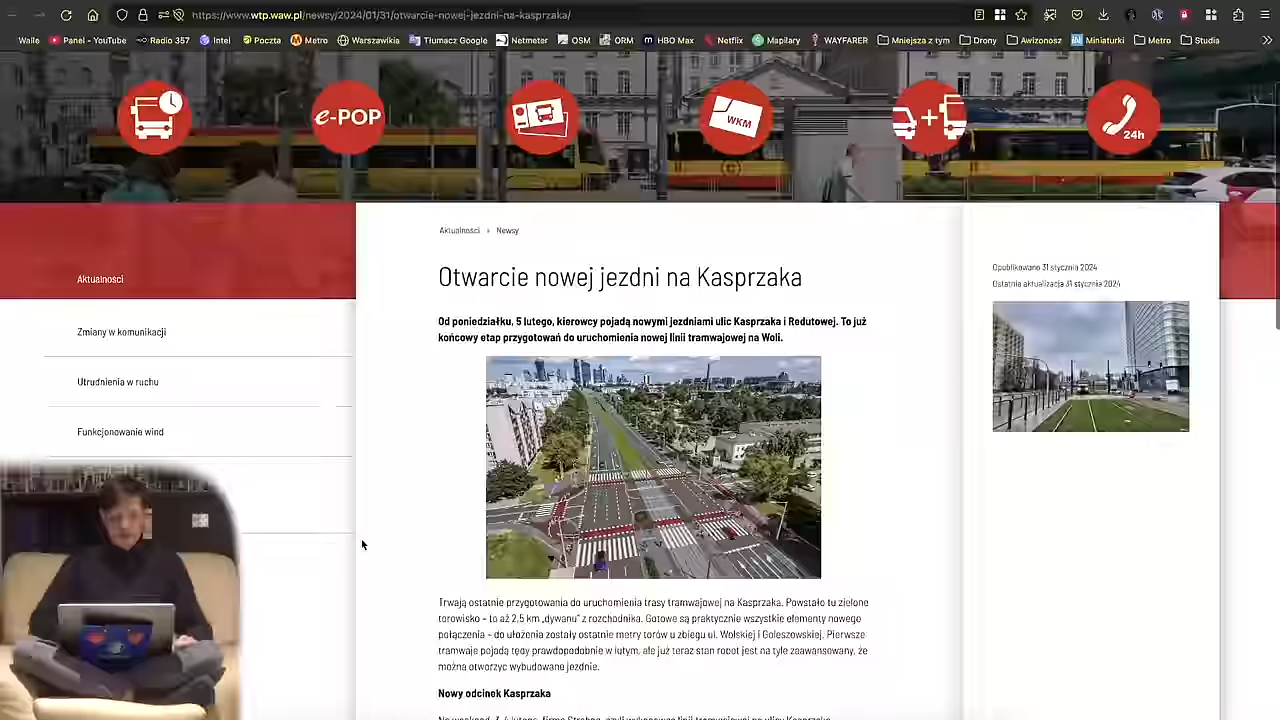 https://www.wtp.waw.pl/newsy/2024/01/31/otwarcie-nowej-jezdni-na-kasprzaka/
Walle Panel - YouTube Radio 357 Intel Poczta Metro Warszawikia Tłumacz Google Netmeter OSM ORM HBO Max Netflix Mapilary WAYFARER Mniejsza z tym Drony Awizonosz Miniaturki Metro Studia
e-POP
WKM
24h
Aktualności
Zmiany w komunikacji
Utrudnienia w ruchu
Funkcjonowanie wind
Aktualności Newsy
Otwarcie nowej jezdni na Kasprzaka
Od poniedziałku, 5 lutego, kierowcy pojadą nowymi jezdniami ulic Kasprzaka i Redutowej. To już
końcowy etap przygotowań do uruchomienia nowej linii tramwajowej na Woli.
Trwają ostatnie przygotowania do uruchomienia trasy tramwajowej na Kasprzaka. Powstało tu zielone
torowisko – to aż 2,5 km „dywanu” z rozchodnika. Gotowe są praktycznie wszystkie elementy nowego
połączenia – do ułożenia zostały ostatnie metry torów u zbiegu ul. Wolskiej i Goleszowskiej. Pierwsze
tramwaje pojadą tędy prawdopodobnie w lutym, ale już teraz stan robót jest na tyle zaawansowany, że
można otworzyć wybudowane jezdnie.
Nowy odcinek Kasprzaka
Opublikowano 31 stycznia 2024
Ostatnia aktualizacja 31 stycznia 2024